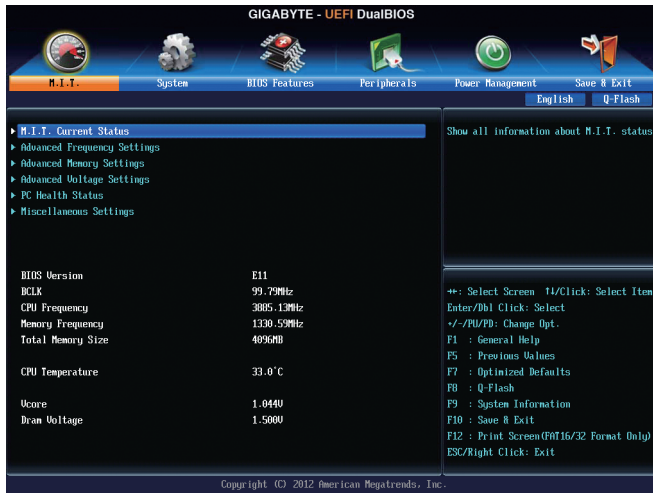 GIGABYTE - UEFI DualBIOS
M.I.T. System BIOS Features Peripherals Power Management Save & Exit
English Q-Flash
M.I.T. Current Status
Advanced Frequency Settings
Advanced Memory Settings
Advanced Voltage Settings
PC Health Status
Miscellaneous Settings
Show all information about M.I.T. status
BIOS Version E11
BCLK 99.79MHz
CPU Frequency 3885.13MHz
Memory Frequency 1330.59MHz
Total Memory Size 4096MB
CPU Temperature 33.0°C
Vcore 1.044V
Dram Voltage 1.500V
→←: Select Screen ↑↓/Click: Select Item
Enter/Dbl Click: Select
+/-/PU/PD: Change Opt.
F1 : General Help
F5 : Previous Values
F7 : Optimized Defaults
F8 : Q-Flash
F9 : System Information
F10 : Save & Exit
F12 : Print Screen(FAT16/32 Format Only)
ESC/Right Click: Exit
Copyright (C) 2012 American Megatrends, Inc.